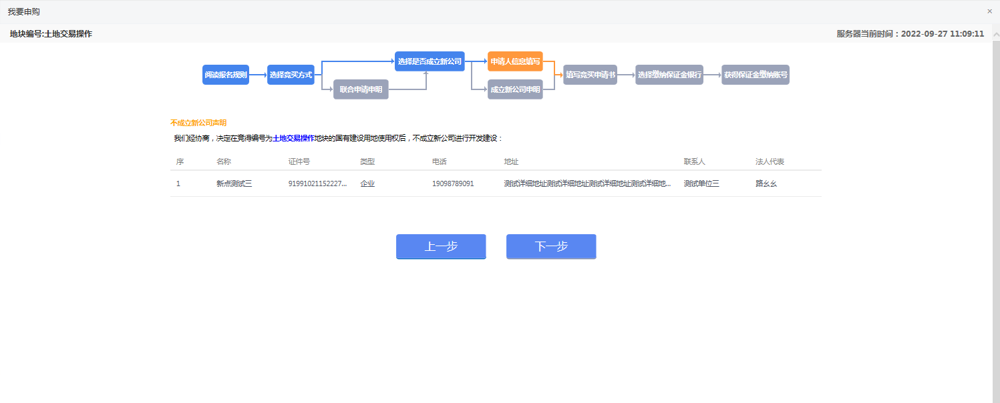 我要申购
×
地块编号:土地交易操作
服务器当前时间：2022-09-27 11:09:11
阅读报名规则
选择竞买方式
联合申请申明
选择是否成立新公司
申请人信息填写
成立新公司申明
填写竞买申请书
选择缴纳保证金银行
获得保证金缴纳账号
不成立新公司声明
我们经协商，决定在竞得编号为土地交易操作地块的国有建设用地使用权后，不成立新公司进行开发建设：
序 名称 证件号 类型 电话 地址 联系人 法人代表
1 新点测试三 91991021152227... 企业 19098789091 测试详细地址测试详细地址测试详细地址测试详细地... 测试单位三 路幺幺
上一步 下一步